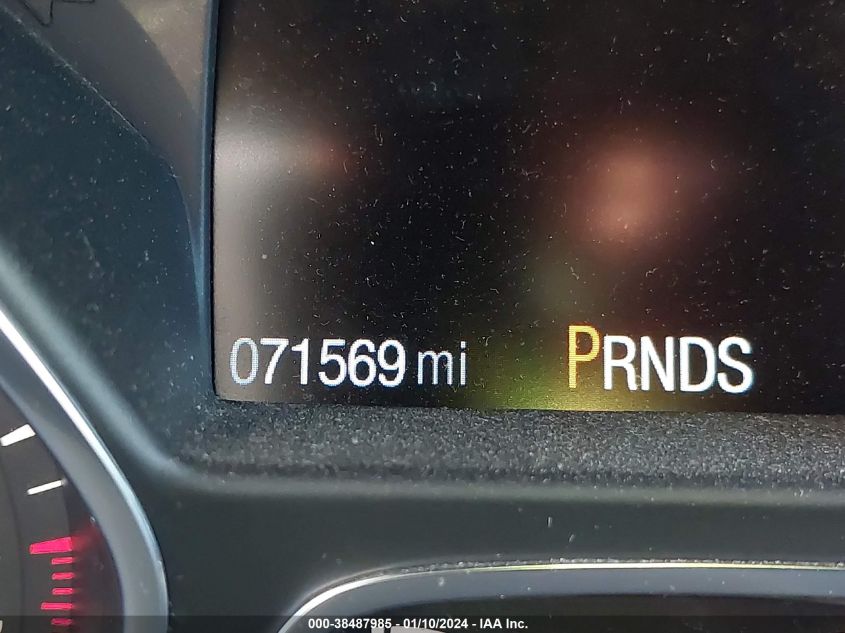 071569 mi PRNDS
000-38487985 - 01/10/2024 - © IAA Inc.